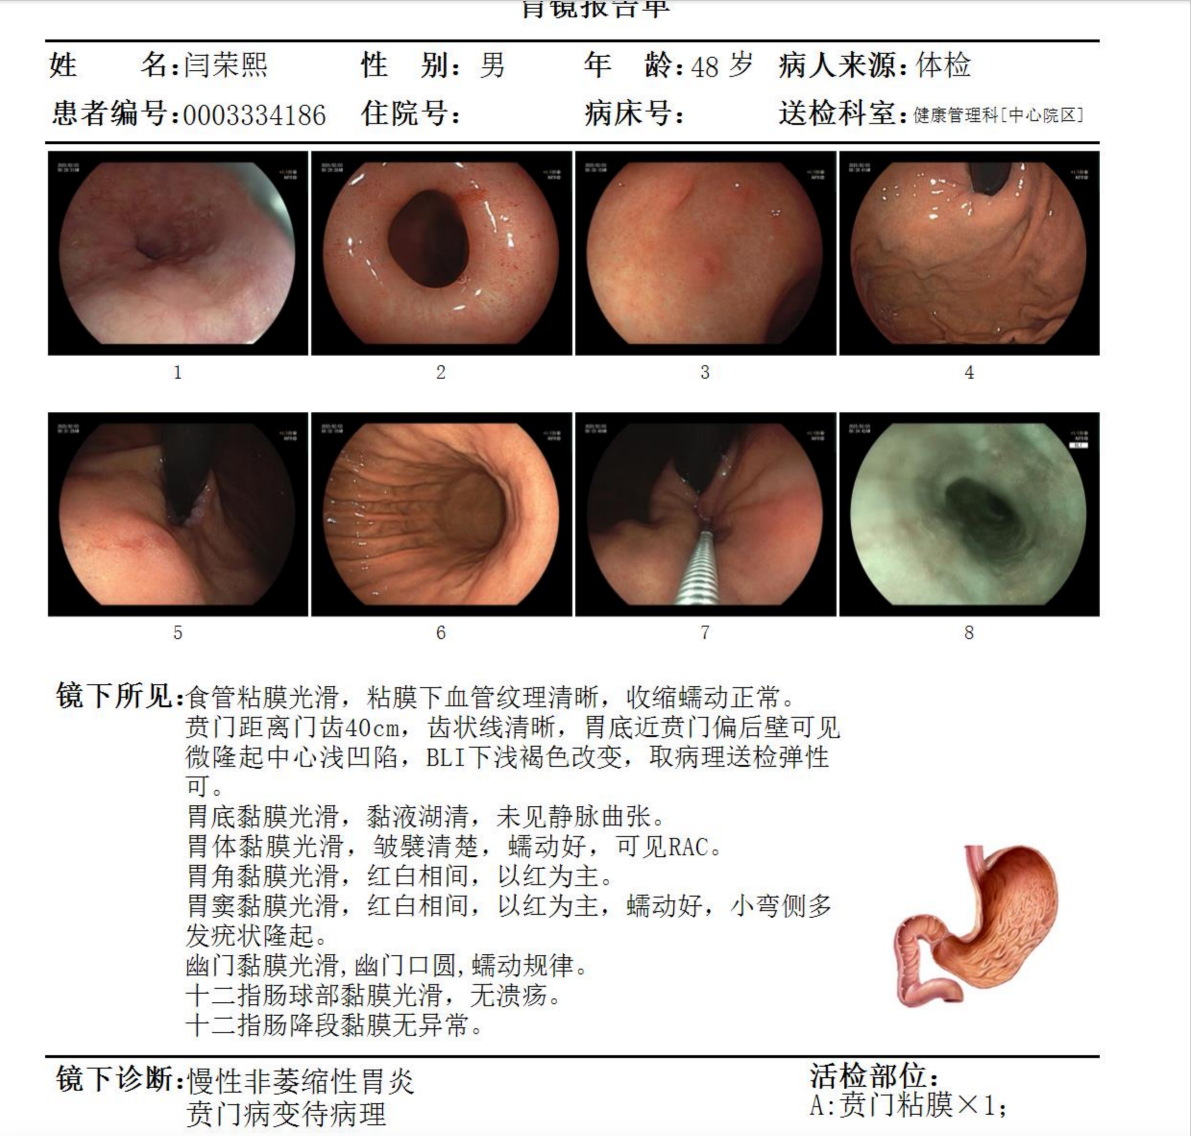 胃镜报告单
姓 名:闫荣熙 性 别: 男 年 龄:48 岁 病人来源:体检
患者编号:0003334186 住院号: 病床号: 送检科室:健康管理科[中心院区]
1 2 3 4
BLI
5 6 7 8
镜下所见:食管粘膜光滑，粘膜下血管纹理清晰，收缩蠕动正常。
贲门距离门齿40cm，齿状线清晰，胃底近贲门偏后壁可见
微隆起中心浅凹陷，BLI下浅褐色改变，取病理送检弹性
可。
胃底黏膜光滑，黏液湖清，未见静脉曲张。
胃体黏膜光滑，皱襞清楚，蠕动好，可见RAC。
胃角黏膜光滑，红白相间，以红为主。
胃窦黏膜光滑，红白相间，以红为主，蠕动好，小弯侧多
发疣状隆起。
幽门黏膜光滑,幽门口圆,蠕动规律。
十二指肠球部黏膜光滑，无溃疡。
十二指肠降段黏膜无异常。
镜下诊断:慢性非萎缩性胃炎
贲门病变待病理
活检部位:
A:贲门粘膜×1;